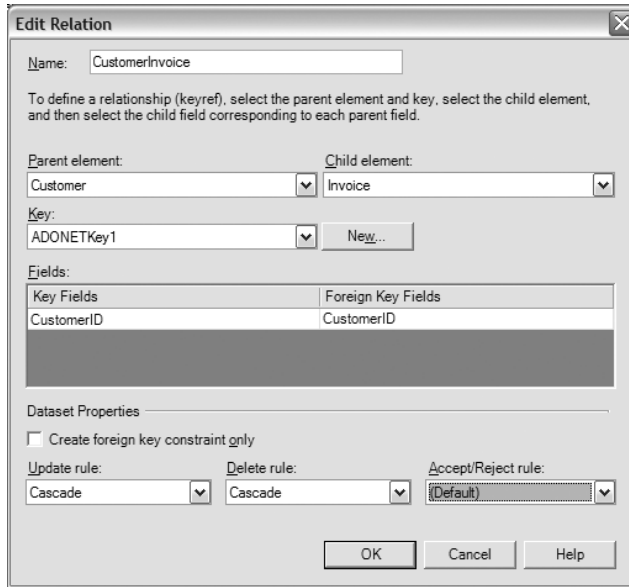 Edit Relation
Name: CustomerInvoice
To define a relationship (keyref), select the parent element and key, select the child element,
and then select the child field corresponding to each parent field.
Parent element: Child element:
Customer Invoice
Key:
ADONETKey1 New...
Fields:
Key Fields Foreign Key Fields
CustomerID CustomerID
Dataset Properties
Create foreign key constraint only
Update rule: Delete rule: Accept/Reject rule:
Cascade Cascade (Default)
OK Cancel Help